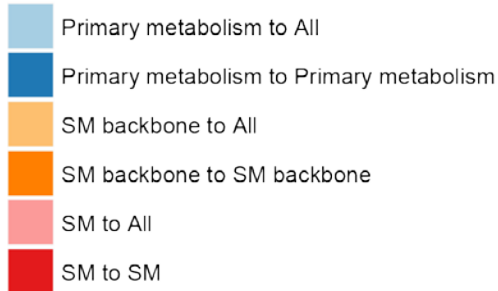 Primary metabolism to All
Primary metabolism to Primary metabolism
SM backbone to All
SM backbone to SM backbone
SM to All
SM to SM